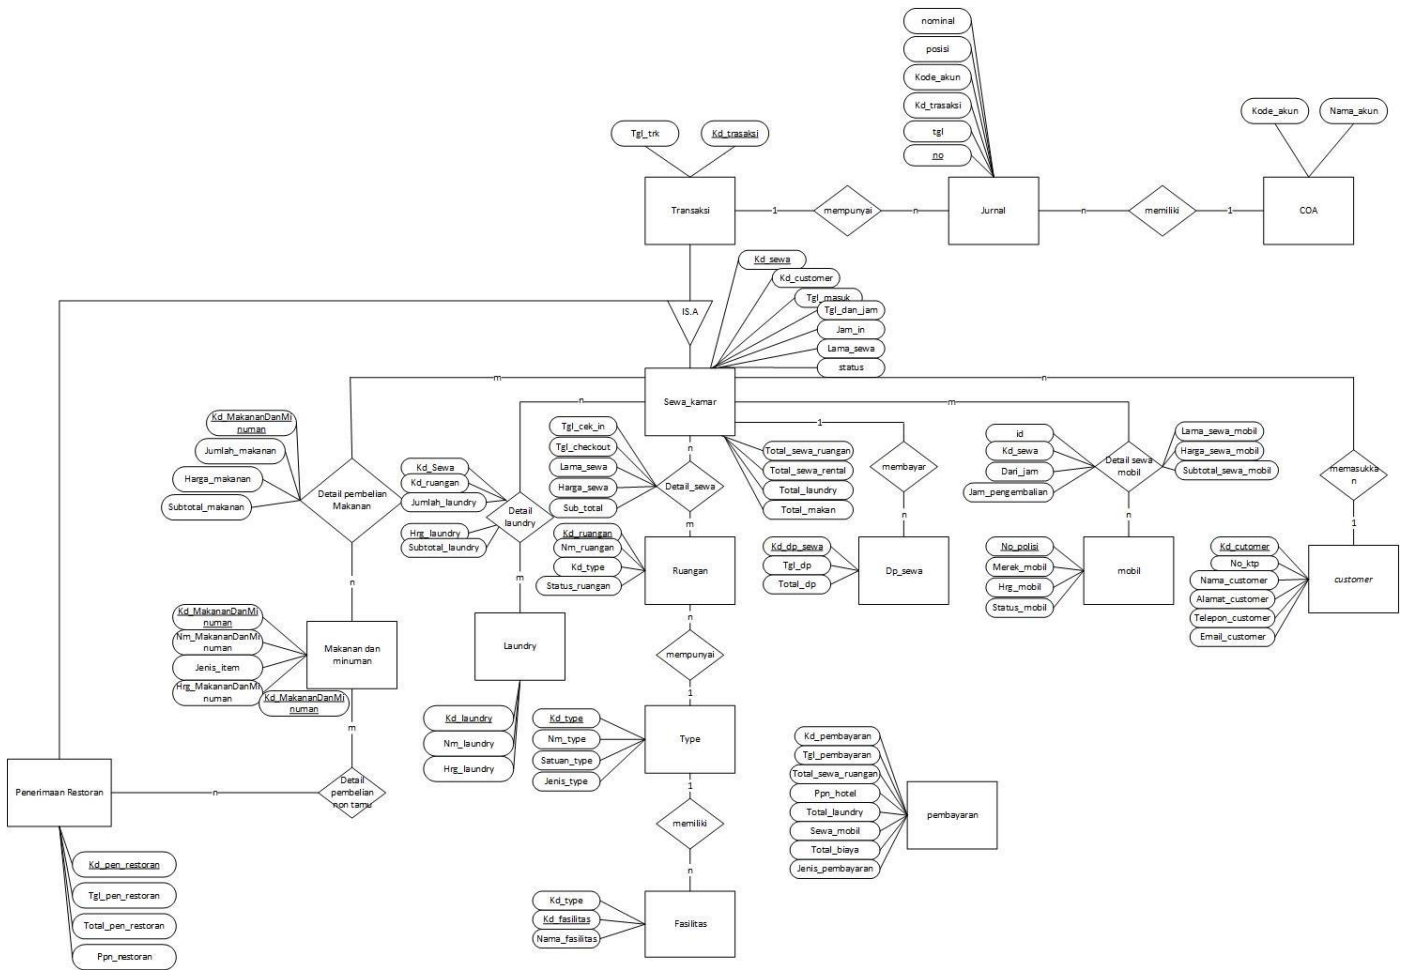 nominal
posisi
Kode_akun
Kd_trasaksi
tgl
no
Kode_akun
Nama_akun
Tgl_trk
Kd_trasaksi
Transaksi
1
mempunyai
n
Jurnal
n
memiliki
1
COA
Kd_sewa
Kd_customer
Tgl_masuk
Tgl_dan_jam
Jam_in
Lama_sewa
status
IS.A
m
n
Sewa_kamar
n
m
1
Kd_MakananDanMi
numan
Jumlah_makanan
Harga_makanan
Subtotal_makanan
Detail pembelian
Makanan
Kd_Sewa
Kd_ruangan
Jumlah_laundry
Hrg_laundry
Subtotal_laundry
Detail
laundry
Tgl_cek_in
Tgl_checkout
Lama_sewa
Harga_sewa
Sub_total
n
Detail_sewa
m
Total_sewa_ruangan
Total_sewa_rental
Total_laundry
Total_makan
membayar
n
id
Kd_sewa
Dari_jam
Jam_pengembalian
Detail sewa
mobil
Lama_sewa_mobil
Harga_sewa_mobil
Subtotal_sewa_mobil
n
memasukka
n
1
Kd_ruangan
Nm_ruangan
Kd_type
Status_ruangan
Ruangan
Kd_dp_sewa
Tgl_dp
Total_dp
Dp_sewa
No_polisi
Merek_mobil
Hrg_mobil
Status_mobil
mobil
Kd_cutomer
No_ktp
Nama_customer
Alamat_customer
Telepon_customer
Email_customer
customer
n
m
n
Kd_MakananDanMi
numan
Nm_MakananDanMi
numan
Jenis_item
Hrg_MakananDanMi
numan
Kd_MakananDanMi
numan
Makanan dan
minuman
Laundry
mempunyai
1
Kd_laundry
Nm_laundry
Hrg_laundry
Kd_type
Nm_type
Satuan_type
Jenis_type
Type
1
m
Penerimaan Restoran
n
Detail
pembelian
non tamu
Kd_pembayaran
Tgl_pembayaran
Total_sewa_ruangan
Ppn_hotel
Total_laundry
Sewa_mobil
Total_biaya
Jenis_pembayaran
pembayaran
memiliki
n
Kd_pen_restoran
Tgl_pen_restoran
Total_pen_restoran
Ppn_restoran
Kd_type
Kd_fasilitas
Nama_fasilitas
Fasilitas